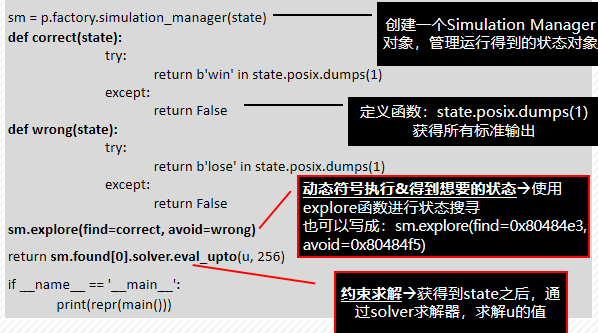 sm = p.factory.simulation_manager(state)
def correct(state):
try:
return b'win' in state.posix.dumps(1)
except:
return False
def wrong(state):
try:
return b'lose' in state.posix.dumps(1)
except:
return False
sm.explore(find=correct, avoid=wrong)
return sm.found[0].solver.eval_upto(u, 256)
if __name__ == '__main__':
print(repr(main()))
创建一个Simulation Manager
对象，管理运行得到的状态对象
定义函数：state.posix.dumps(1)
获得所有标准输出
动态符号执行&得到想要的状态→使用
explore函数进行状态搜寻
也可以写成：sm.explore(find=0x80484e3,
avoid=0x80484f5)
约束求解→获得到state之后，通
过solver求解器，求解u的值